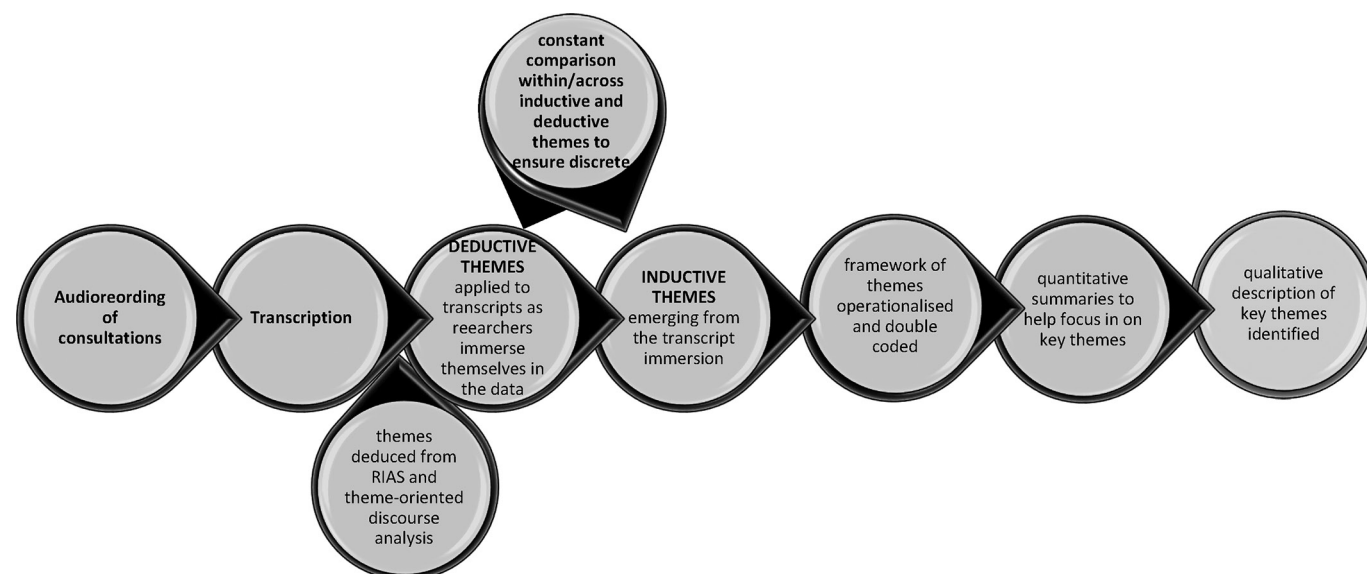 constant
comparison
within/across
inductive and
deductive
themes to
ensure discrete
Audioreording
of
consultations
Transcription
DEDUCTIVE
THEMES
applied to
transcripts as
reearchers
immerse
themselves in
the data
INDUCTIVE
THEMES
emerging from
the transcript
immersion
framework of
themes
operationalised
and double
coded
quantitative
summaries to
help focus in on
key themes
qualitative
description of
key themes
identified
themes
deduced from
RIAS and
theme-oriented
discourse
analysis